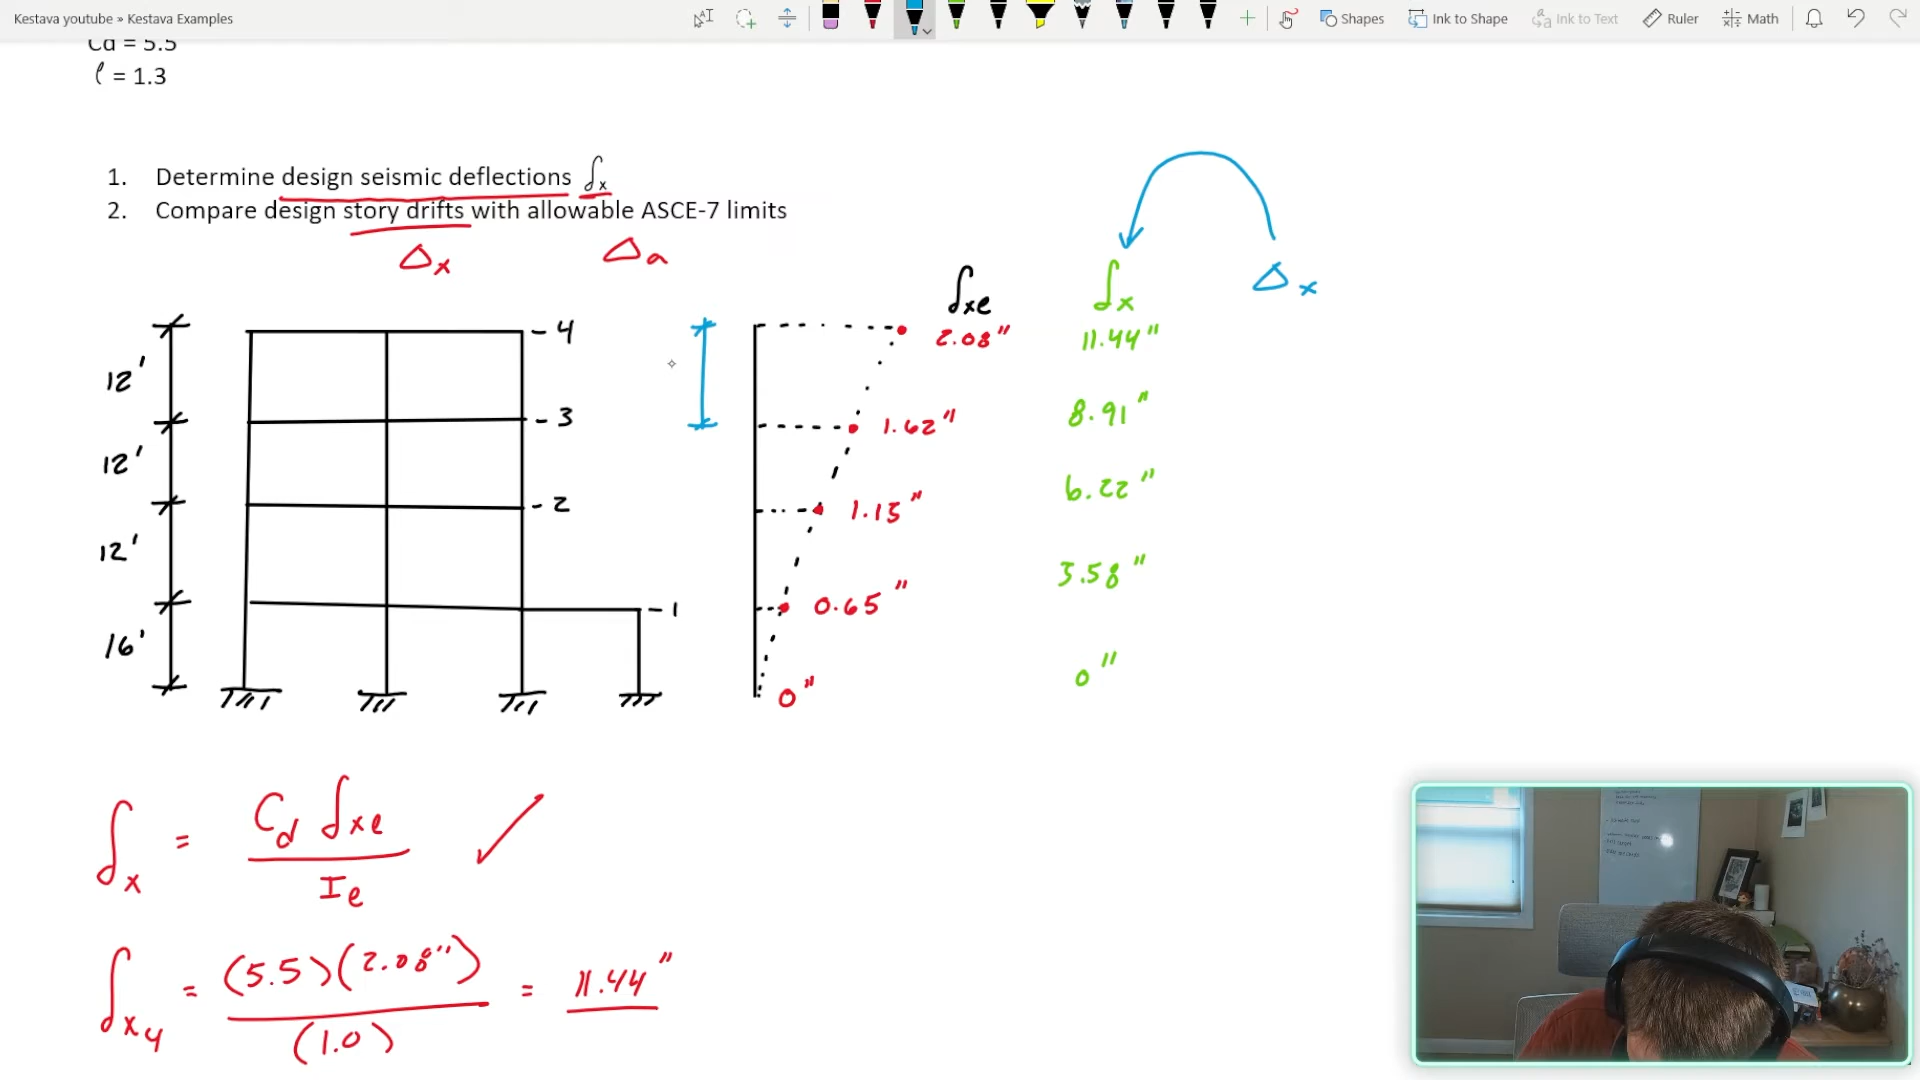 Kestava youtube » Kestava Examples
Shapes
Ink to Shape
Ink to Text
Ruler
Math
Cd = 5.5
ℓ = 1.3
1. Determine design seismic deflections δx
2. Compare design story drifts with allowable ASCE-7 limits
Δx Δa
δxe δx Δx
12' - 4 2.08" 11.44"
12' - 3 1.62" 8.91"
12' - 2 1.15" 6.22"
16' - 1 0.65" 3.58"
0" 0"
δx = Cd δxe / Ie
δx4 = (5.5)(2.08") / (1.0) = 11.44"